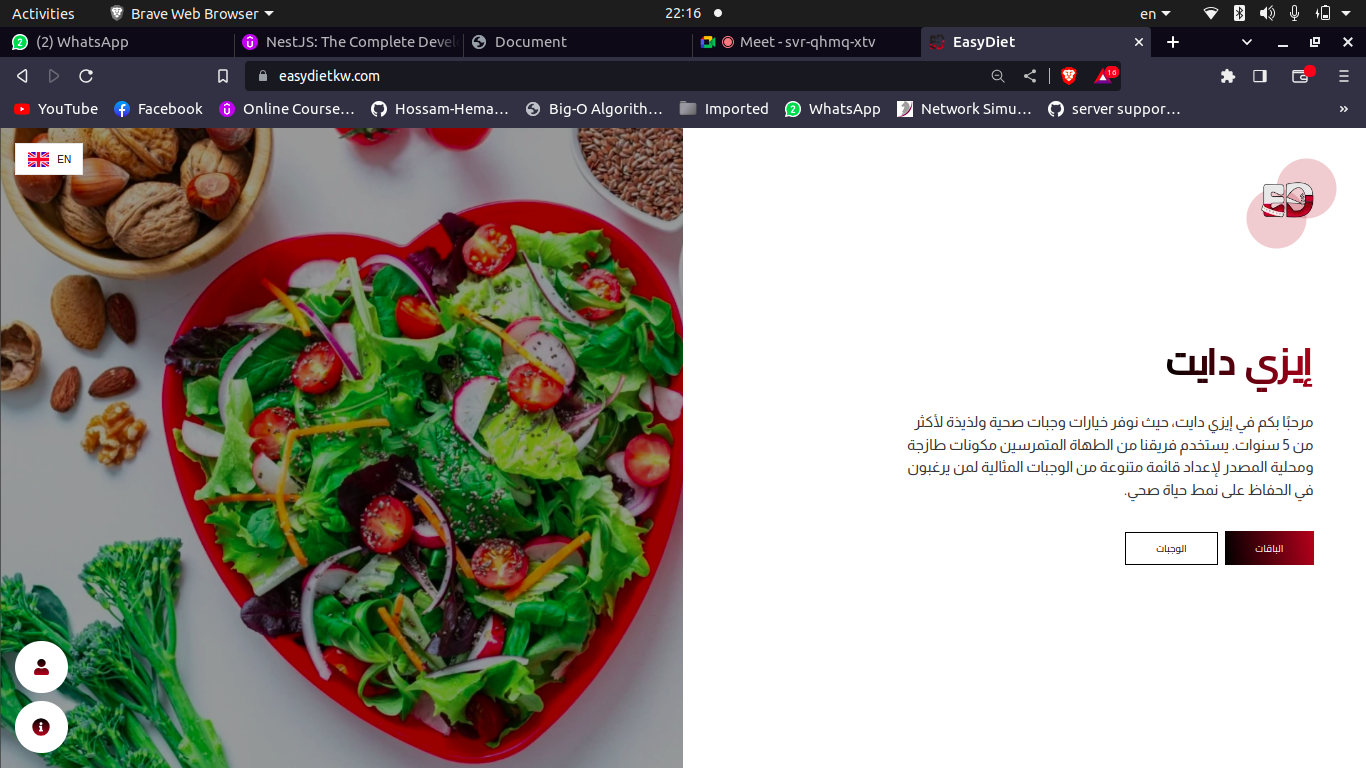 Activities
Brave Web Browser
22:16
en
(2) WhatsApp
NestJS: The Complete Devel
Document
Meet - svr-qhmq-xtv
EasyDiet
easydietkw.com
16
YouTube
Facebook
Online Course…
Hossam-Hema…
Big-O Algorith…
Imported
WhatsApp
Network Simu…
server suppor…
»
EN
ED
إيزي دايت
مرحبًا بكم في إيزي دايت، حيث نوفر خيارات وجبات صحية ولذيذة لأكثر
من 5 سنوات. يستخدم فريقنا من الطهاة المتمرسين مكونات طازجة
ومحلية المصدر لإعداد قائمة متنوعة من الوجبات المثالية لمن يرغبون
في الحفاظ على نمط حياة صحي.
الباقات
الوجبات